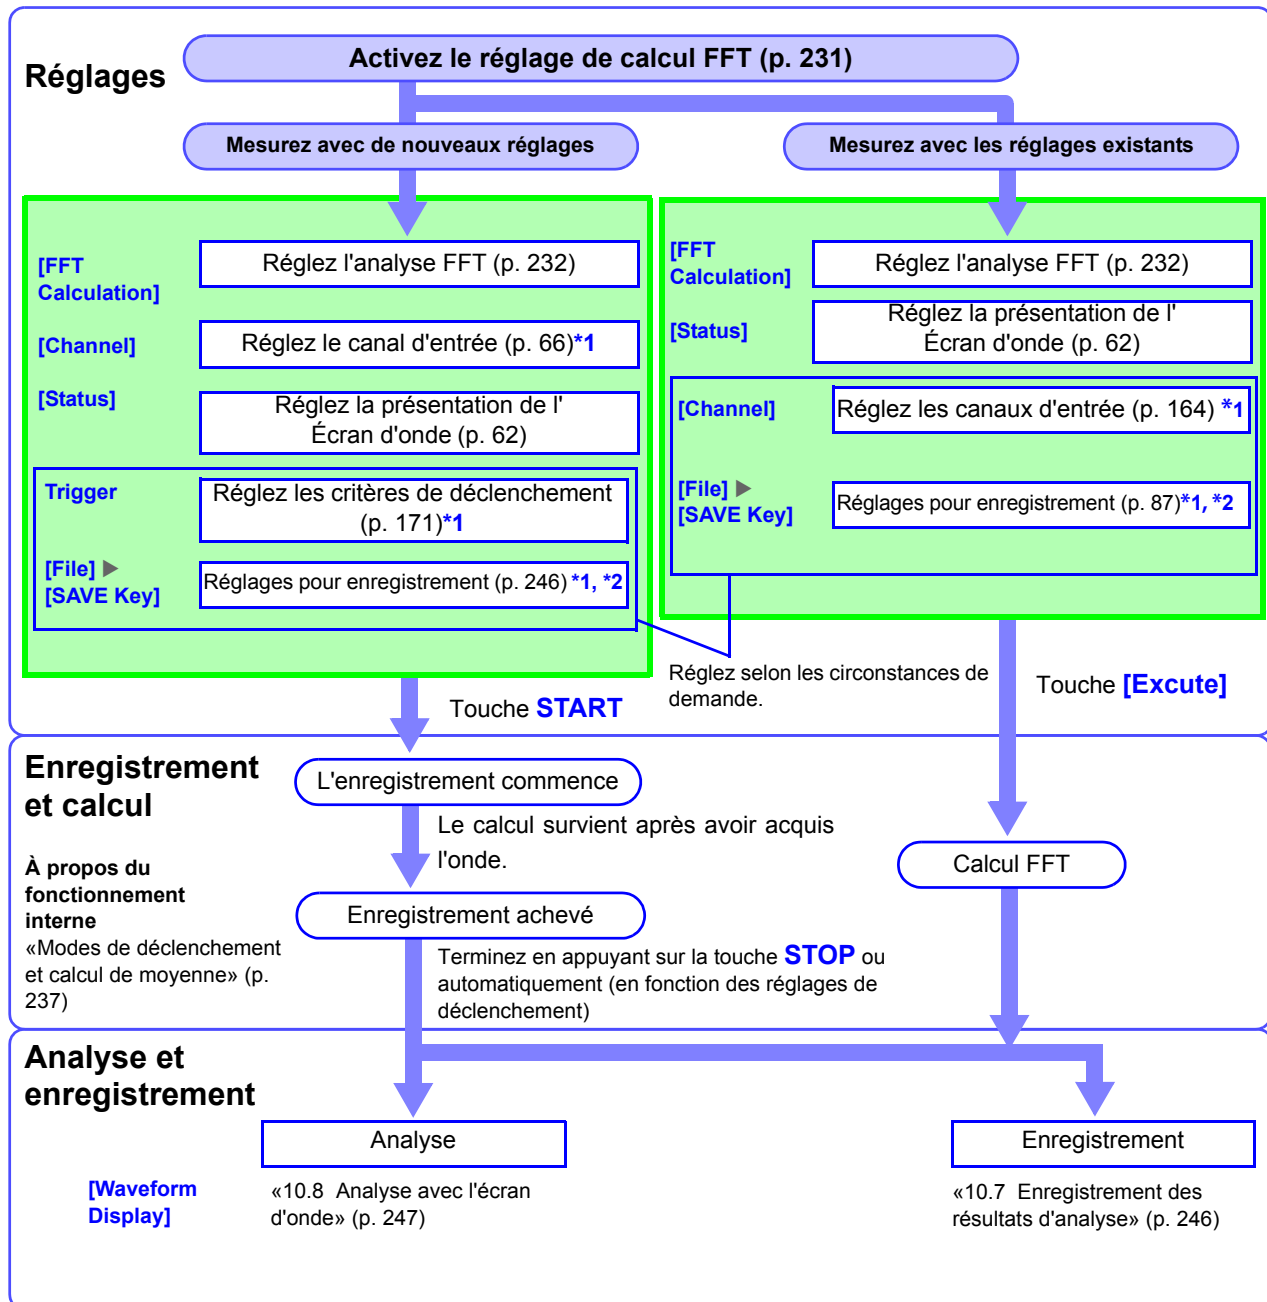 Réglages
Activez le réglage de calcul FFT (p. 231)
Mesurez avec de nouveaux réglages
Mesurez avec les réglages existants
[FFT
Calculation]
Réglez l'analyse FFT (p. 232)
[Channel]
Réglez le canal d'entrée (p. 66)*1
[Status]
Réglez la présentation de l'
Écran d'onde (p. 62)
Trigger
Réglez les critères de déclenchement
(p. 171)*1
[File] ▶
[SAVE Key]
Réglages pour enregistrement (p. 246) *1, *2
[FFT
Calculation]
Réglez l'analyse FFT (p. 232)
[Status]
Réglez la présentation de l'
Écran d'onde (p. 62)
[Channel]
Réglez les canaux d'entrée (p. 164) *1
[File] ▶
[SAVE Key]
Réglages pour enregistrement (p. 87)*1, *2
Réglez selon les circonstances de
demande.
Touche START
Touche [Excute]
Enregistrement
et calcul
L'enregistrement commence
Le calcul survient après avoir acquis
l'onde.
À propos du
fonctionnement
interne
«Modes de déclenchement
et calcul de moyenne» (p.
237)
Enregistrement achevé
Terminez en appuyant sur la touche STOP ou
automatiquement (en fonction des réglages de
déclenchement)
Calcul FFT
Analyse et
enregistrement
Analyse
Enregistrement
[Waveform
Display]
«10.8 Analyse avec l'écran
d'onde» (p. 247)
«10.7 Enregistrement des
résultats d'analyse» (p. 246)